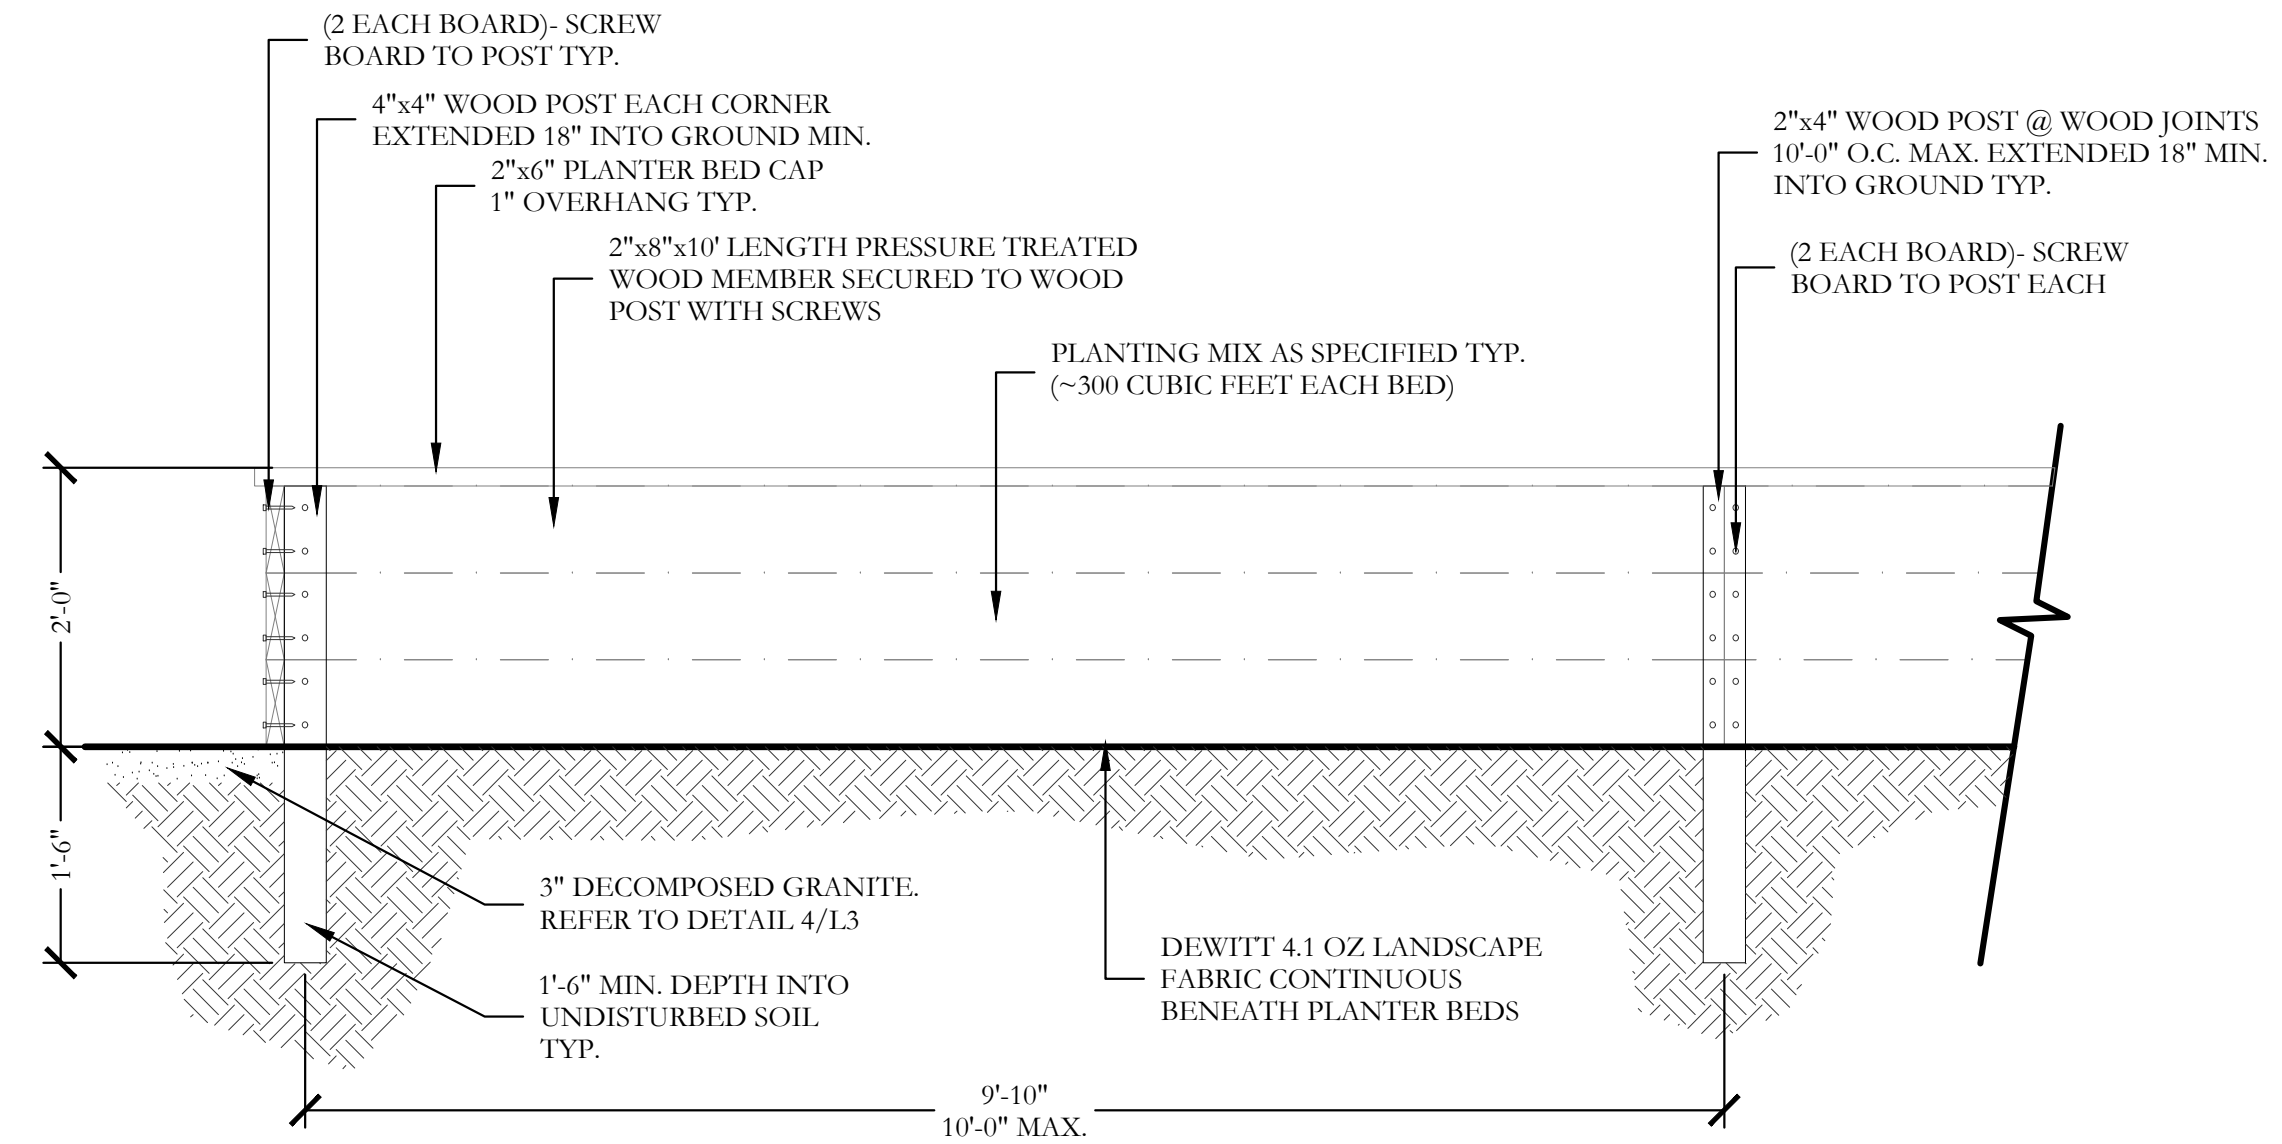 (2 EACH BOARD)- SCREW
BOARD TO POST TYP.
4"x4" WOOD POST EACH CORNER
EXTENDED 18" INTO GROUND MIN.
2"x6" PLANTER BED CAP
1" OVERHANG TYP.
2"x8"x10' LENGTH PRESSURE TREATED
WOOD MEMBER SECURED TO WOOD
POST WITH SCREWS
PLANTING MIX AS SPECIFIED TYP.
(~300 CUBIC FEET EACH BED)
2"x4" WOOD POST @ WOOD JOINTS
10'-0" O.C. MAX. EXTENDED 18" MIN.
INTO GROUND TYP.
(2 EACH BOARD)- SCREW
BOARD TO POST EACH
2'-0"
1'-6"
3" DECOMPOSED GRANITE.
REFER TO DETAIL 4/L3
1'-6" MIN. DEPTH INTO
UNDISTURBED SOIL
TYP.
DEWITT 4.1 OZ LANDSCAPE
FABRIC CONTINUOUS
BENEATH PLANTER BEDS
9'-10"
10'-0" MAX.